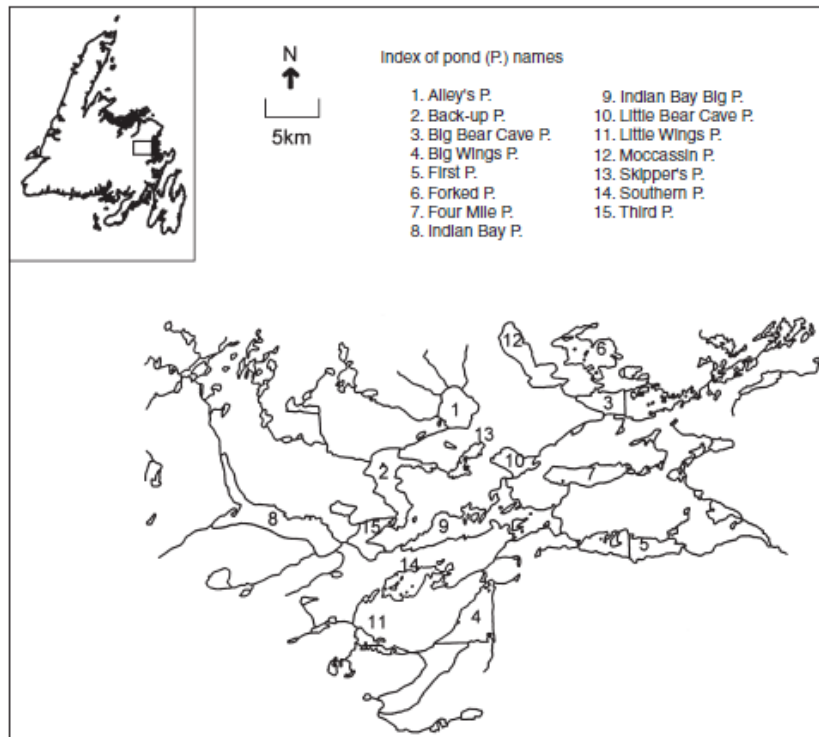 N
5km
Index of pond (P.) names
1. Alley's P.
2. Back-up P.
3. Big Bear Cave P.
4. Big Wings P.
5. First P.
6. Forked P.
7. Four Mile P.
8. Indian Bay P.
9. Indian Bay Big P.
10. Little Bear Cave P.
11. Little Wings P.
12. Moccassin P.
13. Skipper's P.
14. Southern P.
15. Third P.
12
6
3
1
13
10
2
7
8
15
9
5
14
11
4